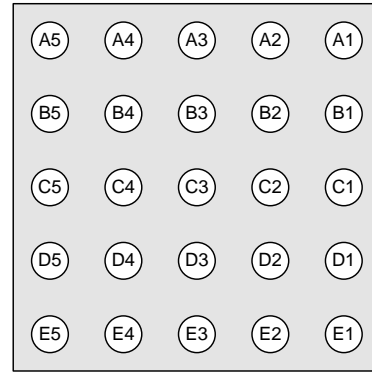 A5 A4 A3 A2 A1
B5 B4 B3 B2 B1
C5 C4 C3 C2 C1
D5 D4 D3 D2 D1
E5 E4 E3 E2 E1